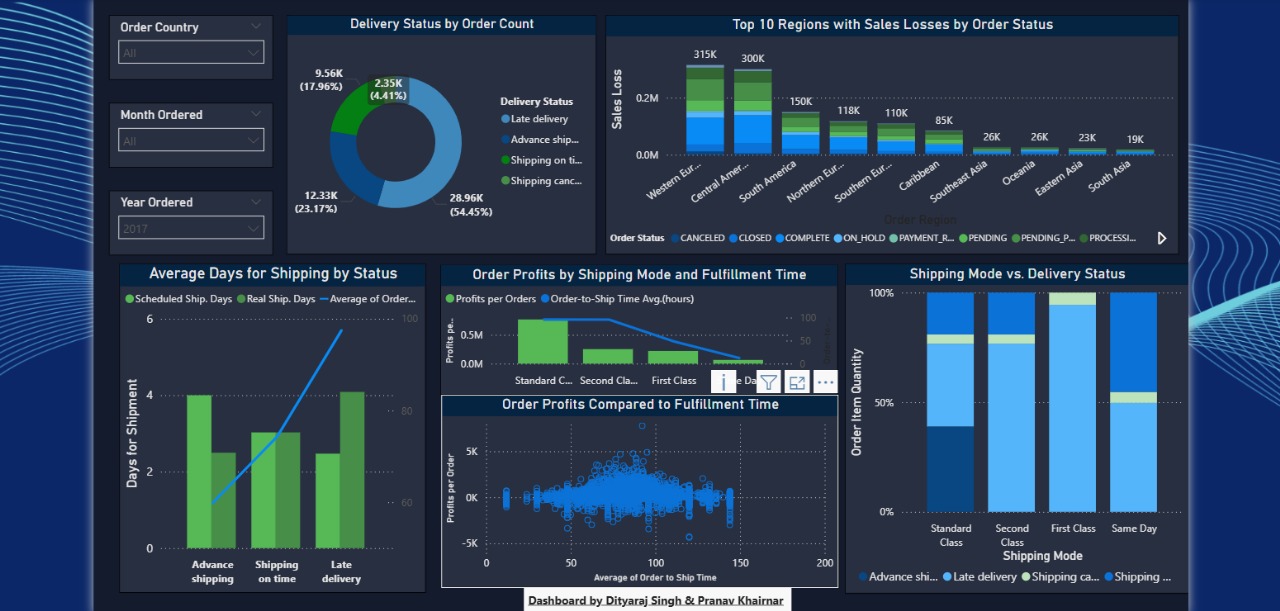 Order Country
All
Month Ordered
All
Year Ordered
2017
Delivery Status by Order Count
9.56K
(17.96%)
2.35K
(4.41%)
12.33K
(23.17%)
28.96K
(54.45%)
Delivery Status
Late delivery
Advance ship...
Shipping on ti...
Shipping canc...
Top 10 Regions with Sales Losses by Order Status
Sales Loss
0.2M
0.0M
315K
300K
150K
118K
110K
85K
26K
26K
23K
19K
Western Eur...
Central Amer...
South America
Northern Eur...
Southern Eur...
Caribbean
Southeast Asia
Oceania
Eastern Asia
South Asia
Order Region
Order Status CANCELED CLOSED COMPLETE ON_HOLD PAYMENT_R... PENDING PENDING_P... PROCESSI...
Average Days for Shipping by Status
Scheduled Ship. Days Real Ship. Days Average of Order...
Days for Shipment
6
4
2
0
100
80
60
Advance
shipping
Shipping
on time
Late
delivery
Order Profits by Shipping Mode and Fulfillment Time
Profits per Orders Order-to-Ship Time Avg.(hours)
Profits pe...
0.5M
0.0M
100
50
0
Standard C...
Second Cla...
First Class
e Da
Order Profits Compared to Fulfillment Time
Profits per Order
5K
0K
-5K
0
50
100
150
200
Average of Order to Ship Time
Shipping Mode vs. Delivery Status
Order Item Quantity
100%
50%
0%
Standard
Class
Second
Class
First Class
Same Day
Shipping Mode
Advance shi... Late delivery Shipping ca... Shipping ...
Dashboard by Dityaraj Singh & Pranav Khairnar